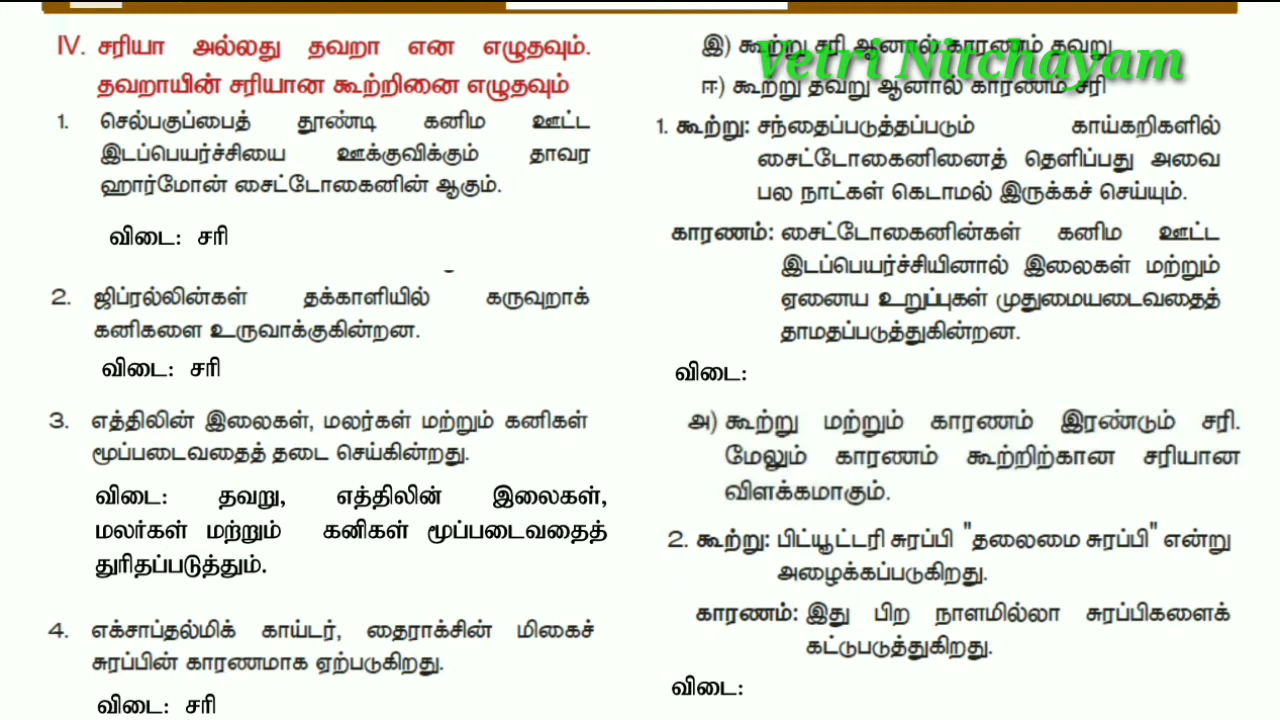 IV. சரியா அல்லது தவறா என எழுதவும்.
தவறாயின் சரியான கூற்றினை எழுதவும்
1. செல்பகுப்பைத் தூண்டி கனிம ஊட்ட
இடப்பெயர்ச்சியை ஊக்குவிக்கும் தாவர
ஹார்மோன் சைட்டோகைனின் ஆகும்.
விடை: சரி
2. ஜிப்ரல்லின்கள் தக்காளியில் கருவுறாக்
கனிகளை உருவாக்குகின்றன.
விடை: சரி
3. எத்திலின் இலைகள், மலர்கள் மற்றும் கனிகள்
மூப்படைவதைத் தடை செய்கின்றது.
விடை: தவறு, எத்திலின் இலைகள்,
மலர்கள் மற்றும் கனிகள் மூப்படைவதைத்
துரிதப்படுத்தும்.
4. எக்சாப்தல்மிக் காய்டர், தைராக்சின் மிகைச்
சுரப்பின் காரணமாக ஏற்படுகிறது.
விடை: சரி
இ) கூற்று சரி ஆனால் காரணம் தவறு
Vetri Nitchayam
ஈ) கூற்று தவறு ஆனால் காரணம் சரி
1. கூற்று: சந்தைப்படுத்தப்படும் காய்கறிகளில்
சைட்டோகைனினைத் தெளிப்பது அவை
பல நாட்கள் கெடாமல் இருக்கச் செய்யும்.
காரணம்: சைட்டோகைனின்கள் கனிம ஊட்ட
இடப்பெயர்ச்சியினால் இலைகள் மற்றும்
ஏனைய உறுப்புகள் முதுமையடைவதைத்
தாமதப்படுத்துகின்றன.
விடை:
அ) கூற்று மற்றும் காரணம் இரண்டும் சரி.
மேலும் காரணம் கூற்றிற்கான சரியான
விளக்கமாகும்.
2. கூற்று: பிட்யூட்டரி சுரப்பி "தலைமை சுரப்பி" என்று
அழைக்கப்படுகிறது.
காரணம்: இது பிற நாளமில்லா சுரப்பிகளைக்
கட்டுபடுத்துகிறது.
விடை: